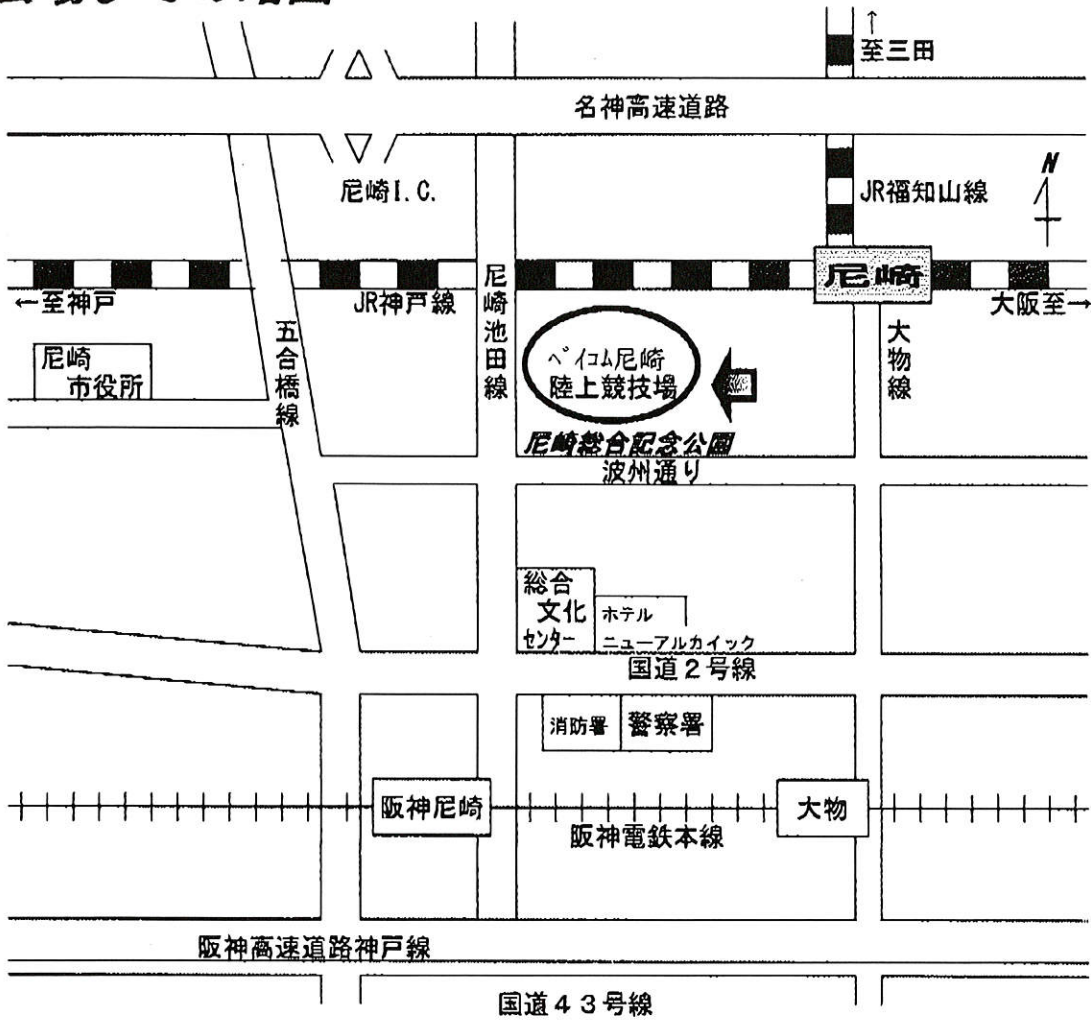 至三田
名神高速道路
尼崎I.C.
JR福知山線
N
尼崎
←至神戸
JR神戸線
大阪至→
尼崎池田線
五合橋線
大物線
尼崎
市役所
ベイコム尼崎
陸上競技場
尼崎総合記念公園
波州通り
総合
文化
センター
ホテル
ニューアルカイック
国道2号線
消防署
警察署
阪神尼崎
大物
阪神電鉄本線
阪神高速道路神戸線
国道43号線